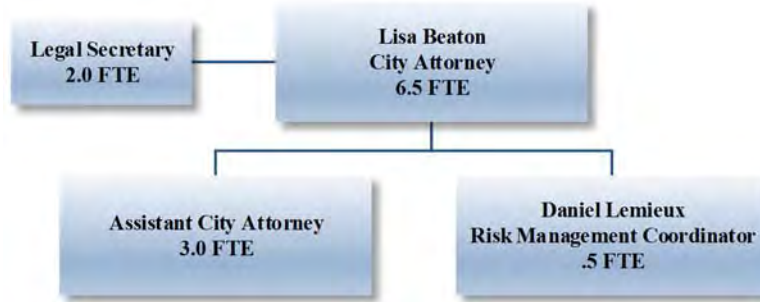 Legal Secretary
2.0 FTE
Lisa Beaton
City Attorney
6.5 FTE
Assistant City Attorney
3.0 FTE
Daniel Lemieux
Risk Management Coordinator
.5 FTE